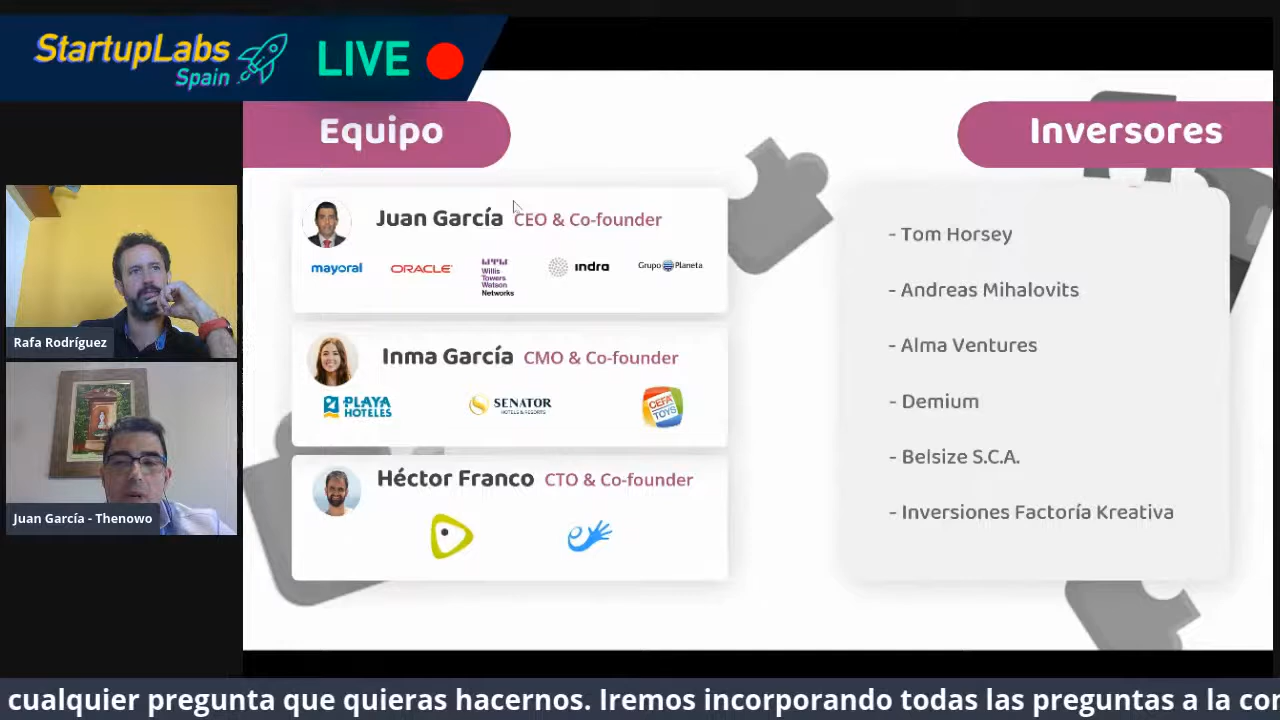 StartupLabs
Spain
LIVE
Equipo
Inversores
Juan García CEO & Co-founder
mayoral
ORACLE
Willis
Towers
Watson
Networks
indra
Grupo Planeta
Inma García CMO & Co-founder
PLAYA
HOTELES
SENATOR
HOTELS & RESORTS
CEFA
TOYS
Héctor Franco CTO & Co-founder
- Tom Horsey
- Andreas Mihalovits
- Alma Ventures
- Demium
- Belsize S.C.A.
- Inversiones Factoría Kreativa
Rafa Rodríguez
Juan García - Thenowo
cualquier pregunta que quieras hacernos. Iremos incorporando todas las preguntas a la con